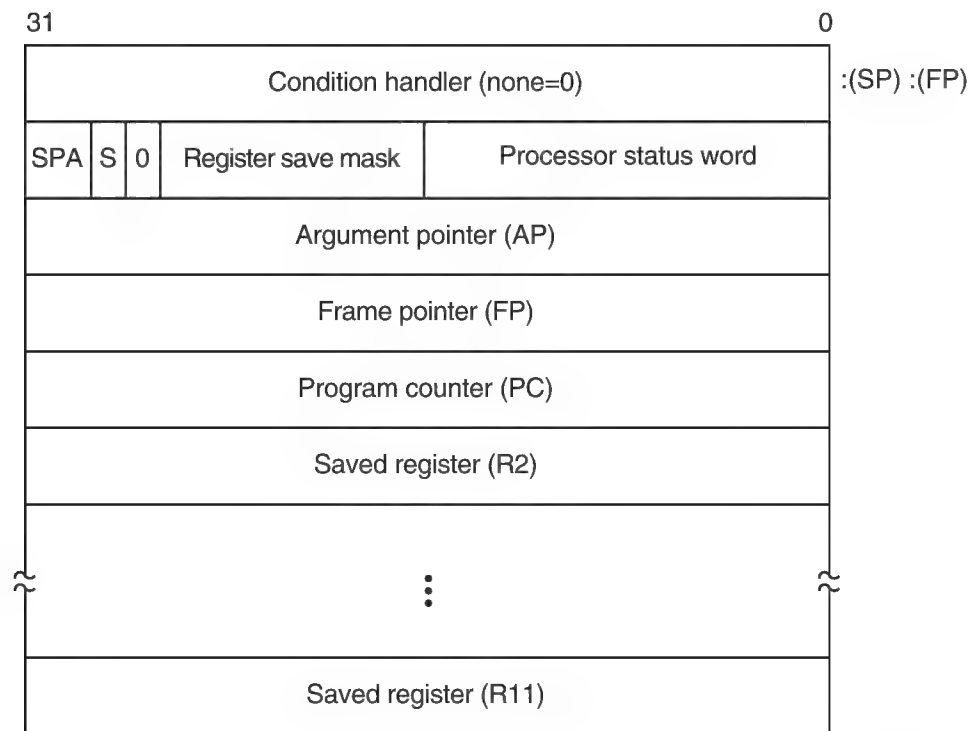 31 0
Condition handler (none=0) :(SP) :(FP)
SPA S 0 Register save mask Processor status word
Argument pointer (AP)
Frame pointer (FP)
Program counter (PC)
Saved register (R2)
Saved register (R11)